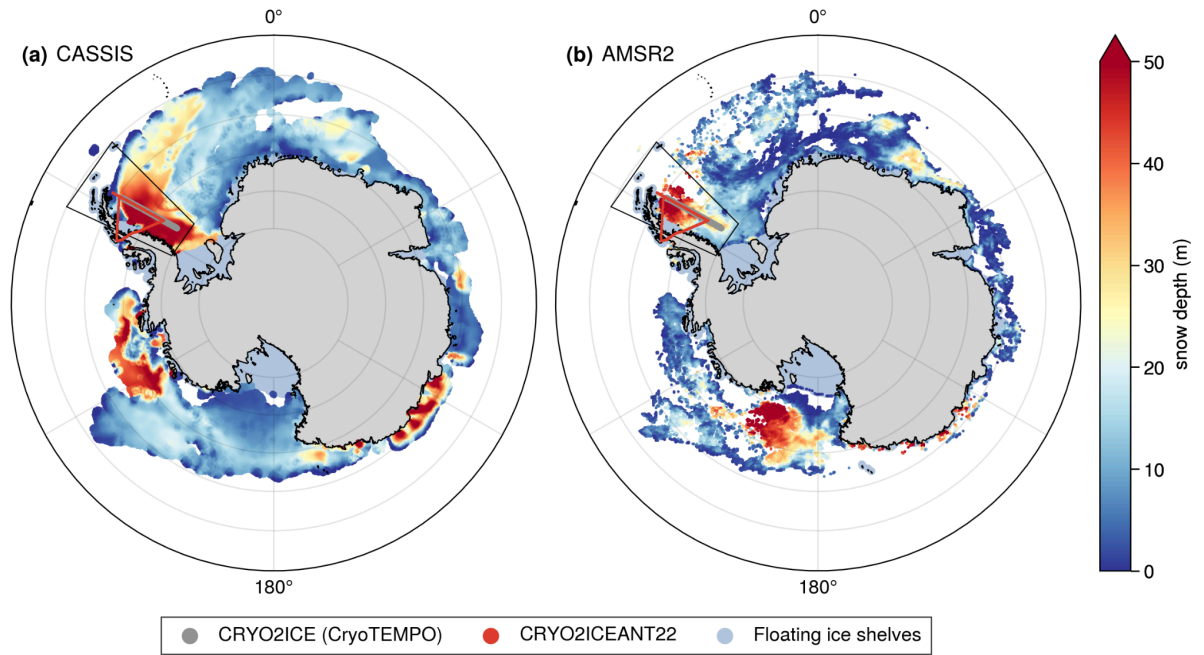 0° 0°
(a) CASSIS (b) AMSR2
50
40
30
20
10
0
snow depth (m)
180° 180°
CRYO2ICE (CryoTEMPO) CRYO2ICEANT22 Floating ice shelves